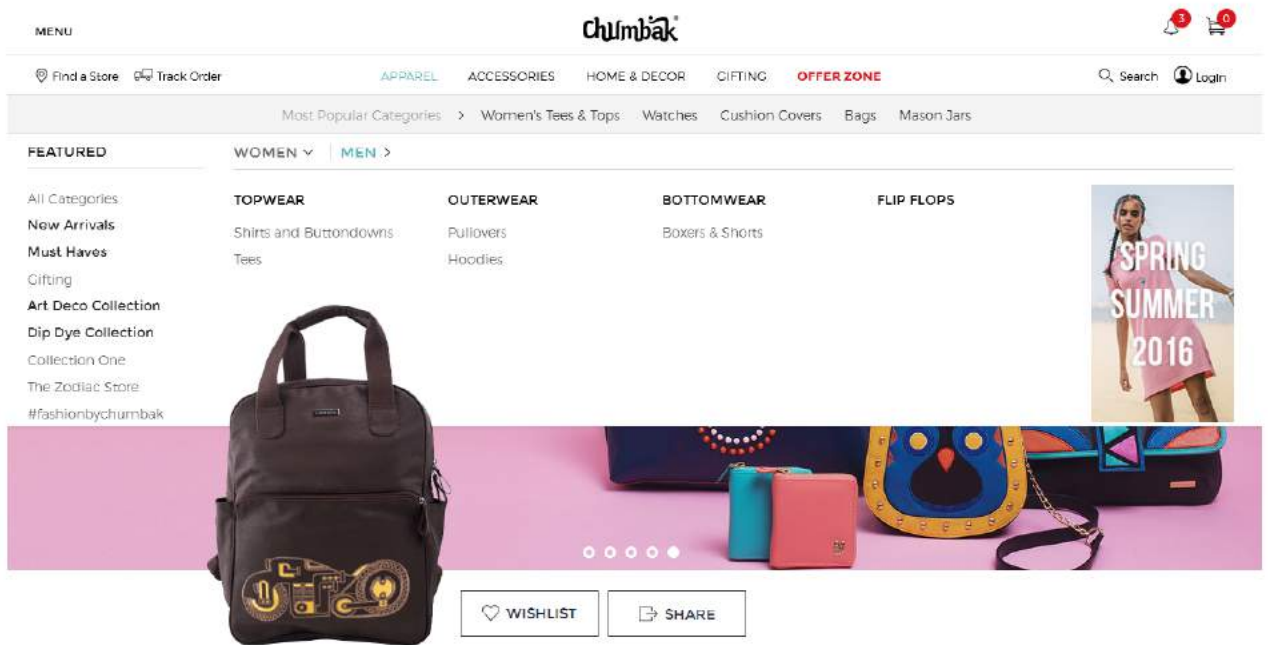 MENU
chumbak
3
0
Find a Store Track Order
APPAREL ACCESSORIES HOME & DECOR GIFTING OFFER ZONE
Search Login
Most Popular Categories > Women's Tees & Tops Watches Cushion Covers Bags Mason Jars
FEATURED
WOMEN MEN >
All Categories
New Arrivals
Must Haves
Gifting
Art Deco Collection
Dip Dye Collection
Collection One
The Zodiac Store
#fashionbychumbak
TOPWEAR
Shirts and Buttondowns
Tees
OUTERWEAR
Pullovers
Hoodies
BOTTOMWEAR
Boxers & Shorts
FLIP FLOPS
SPRING
SUMMER
2016
WISHLIST
SHARE